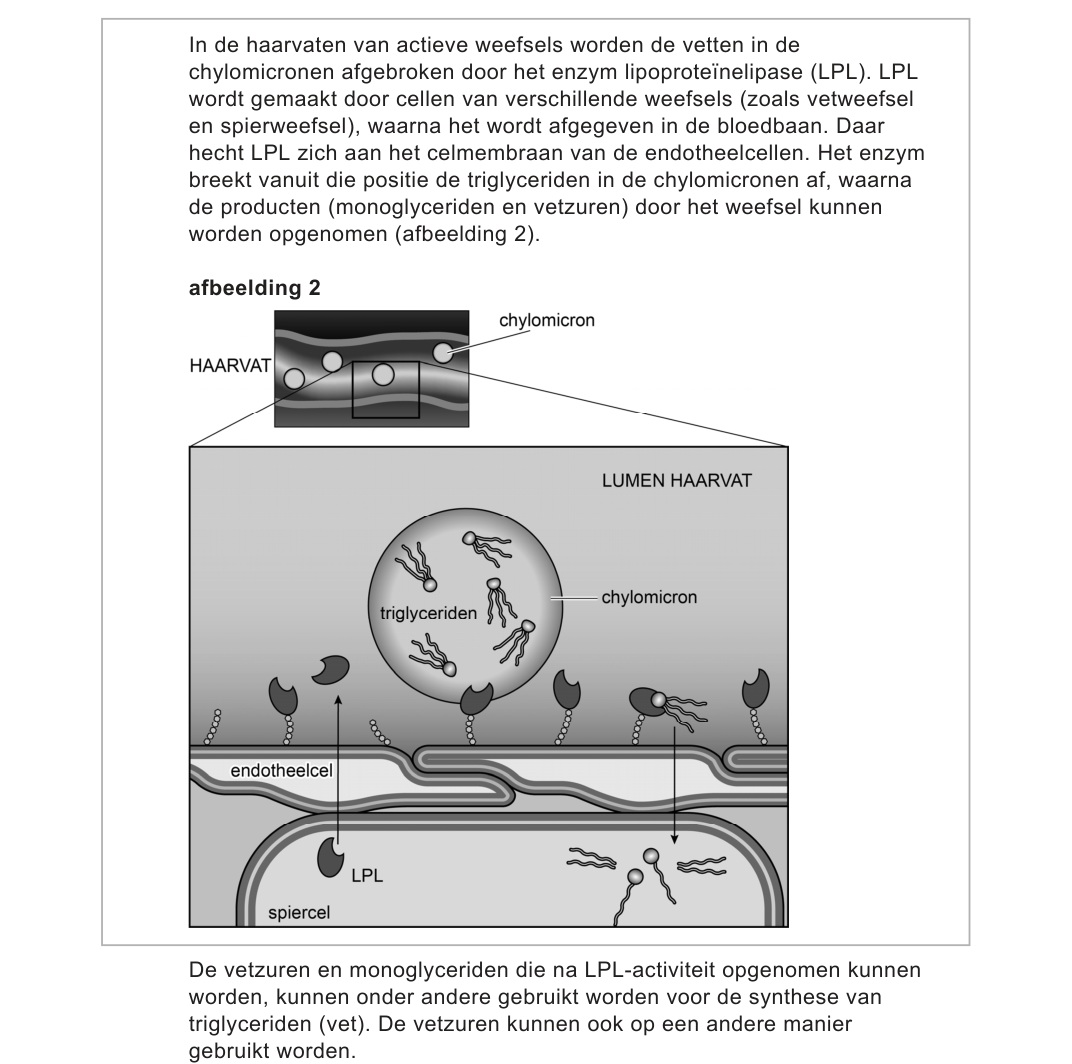 In de haarvaten van actieve weefsels worden de vetten in de
chylomicronen afgebroken door het enzym lipoproteïnelipase (LPL). LPL
wordt gemaakt door cellen van verschillende weefsels (zoals vetweefsel
en spierweefsel), waarna het wordt afgegeven in de bloedbaan. Daar
hecht LPL zich aan het celmembraan van de endotheelcellen. Het enzym
breekt vanuit die positie de triglyceriden in de chylomicronen af, waarna
de producten (monoglyceriden en vetzuren) door het weefsel kunnen
worden opgenomen (afbeelding 2).
afbeelding 2
chylomicron
HAARVAT
LUMEN HAARVAT
chylomicron
triglyceriden
endotheelcel
LPL
spiercel
De vetzuren en monoglyceriden die na LPL-activiteit opgenomen kunnen
worden, kunnen onder andere gebruikt worden voor de synthese van
triglyceriden (vet). De vetzuren kunnen ook op een andere manier
gebruikt worden.